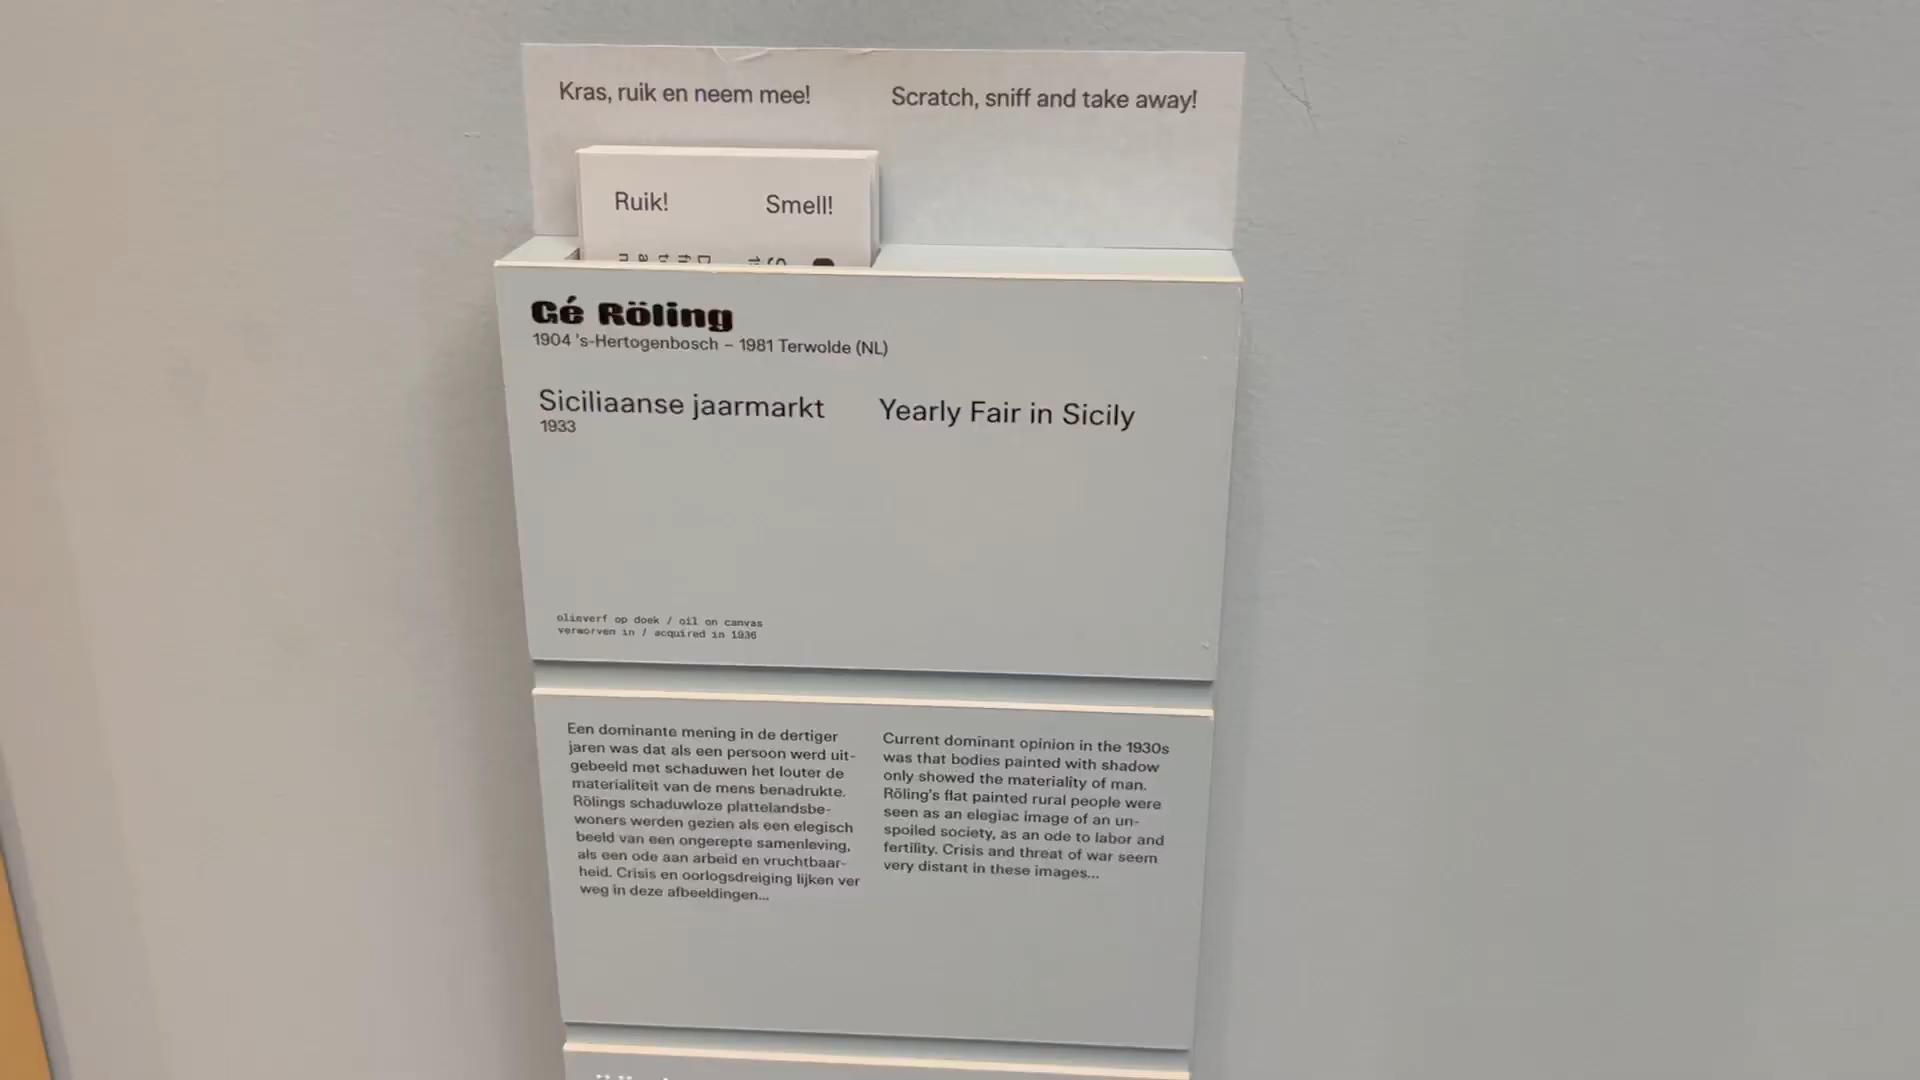 Kras, ruik en neem mee!
Scratch, sniff and take away!
Ruik!
Smell!
Gé Röling
1904 's-Hertogenbosch – 1981 Terwolde (NL)
Siciliaanse jaarmarkt
1933
Yearly Fair in Sicily
olieverf op doek / oil on canvas
verworven in / acquired in 1936
Een dominante mening in de dertiger
jaren was dat als een persoon werd uit-
gebeeld met schaduwen het louter de
materialiteit van de mens benadrukte.
Rölings schaduwloze plattelandsbe-
woners werden gezien als een elegisch
beeld van een ongerepte samenleving,
als een ode aan arbeid en vruchtbaar-
heid. Crisis en oorlogsdreiging lijken ver
weg in deze afbeeldingen...
Current dominant opinion in the 1930s
was that bodies painted with shadow
only showed the materiality of man.
Röling's flat painted rural people were
seen as an elegiac image of an un-
spoiled society, as an ode to labor and
fertility. Crisis and threat of war seem
very distant in these images...